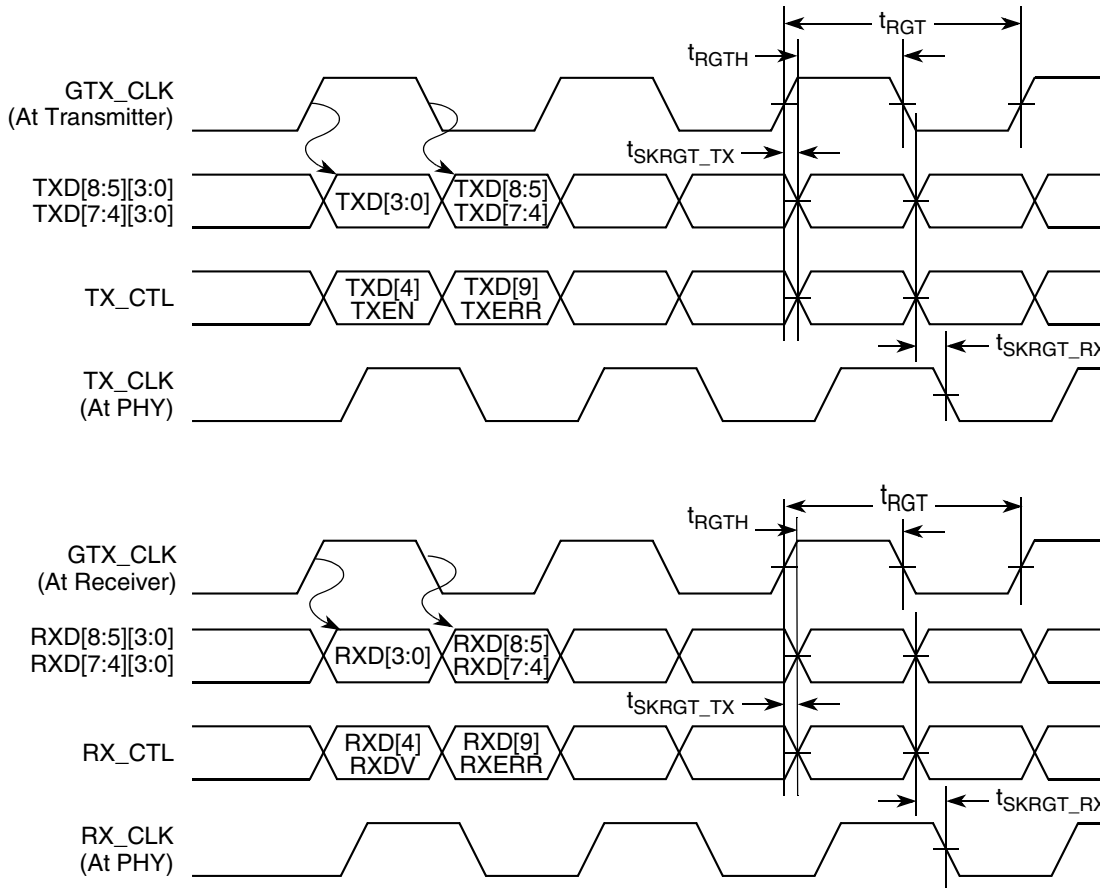 tRGT
tRGTH
GTX_CLK
(At Transmitter)
tSKRGT_TX
TXD[8:5][3:0]
TXD[7:4][3:0]
TXD[3:0]
TXD[8:5]
TXD[7:4]
TX_CTL
TXD[4]
TXEN
TXD[9]
TXERR
tSKRGT_RX
TX_CLK
(At PHY)
tRGT
tRGTH
GTX_CLK
(At Receiver)
RXD[8:5][3:0]
RXD[7:4][3:0]
RXD[3:0]
RXD[8:5]
RXD[7:4]
tSKRGT_TX
RX_CTL
RXD[4]
RXDV
RXD[9]
RXERR
tSKRGT_RX
RX_CLK
(At PHY)